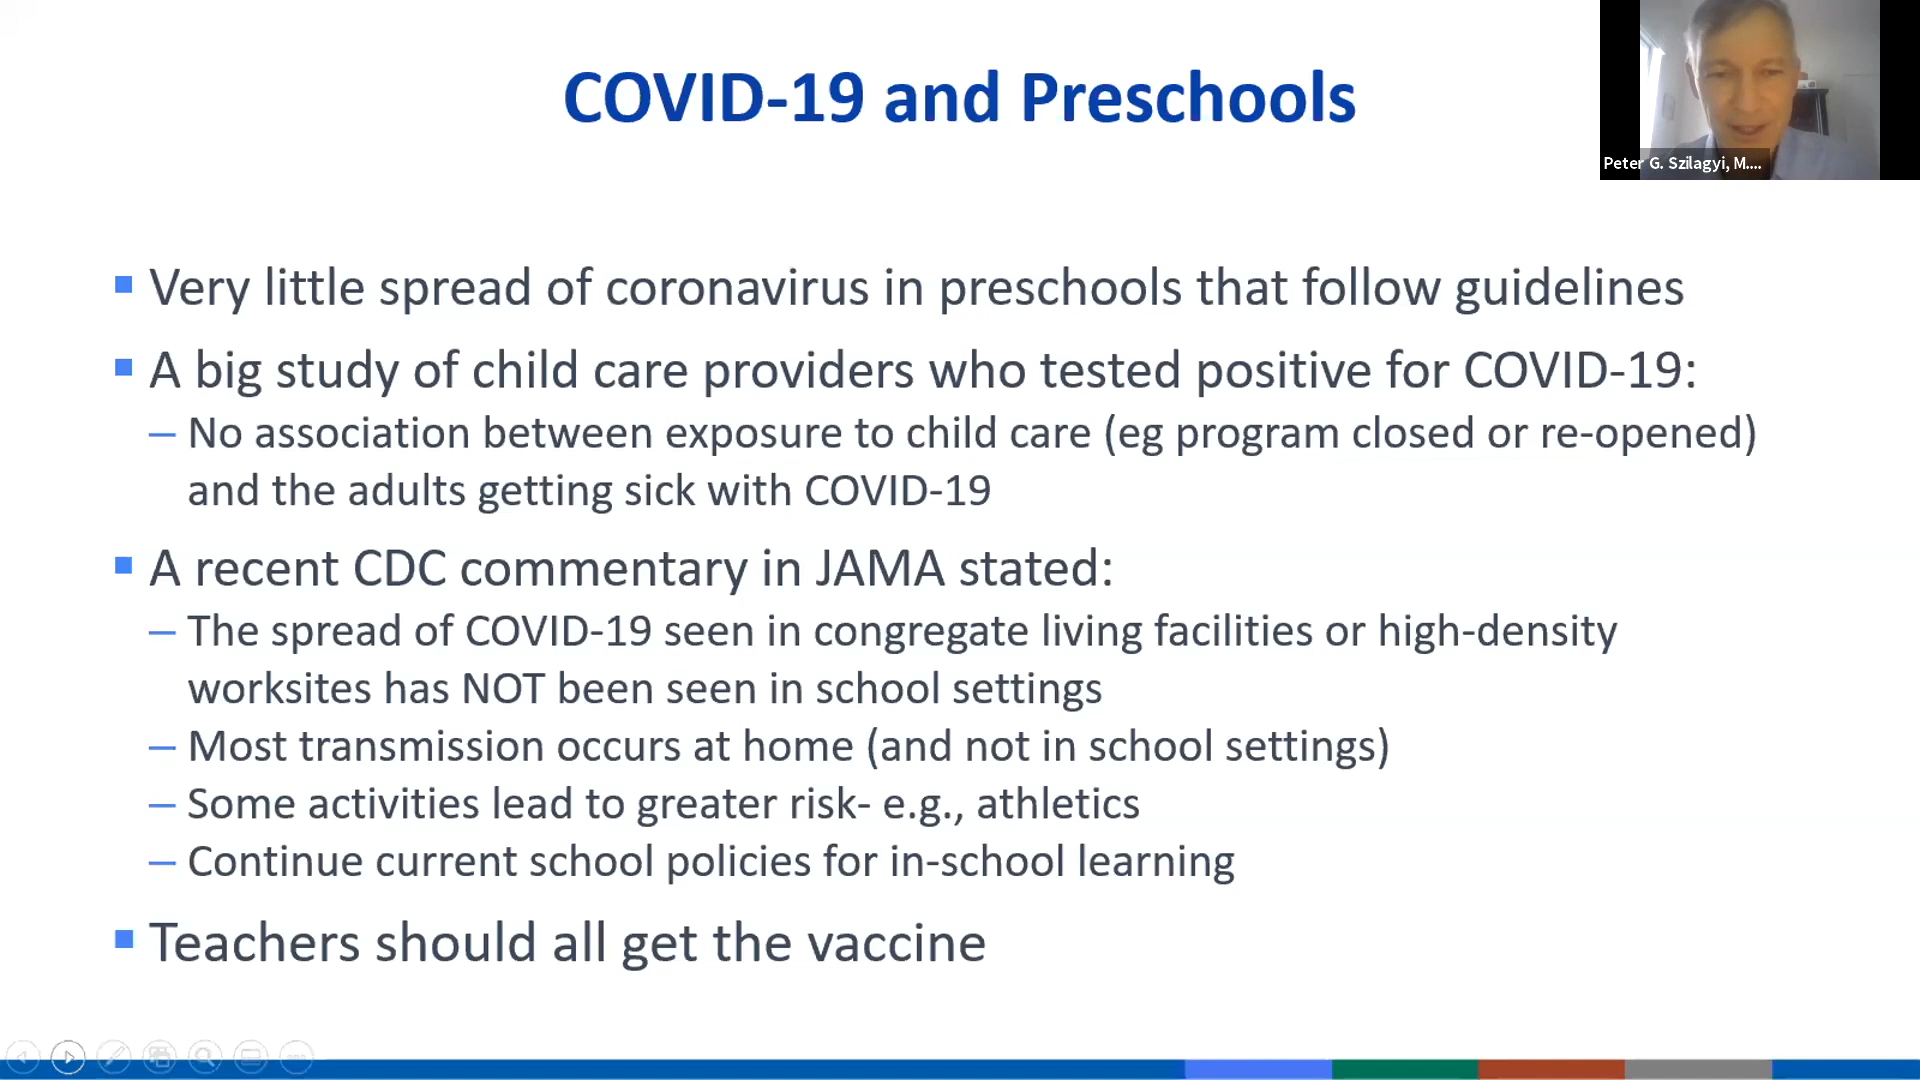 COVID-19 and Preschools
Peter G. Szilagyi, M....
▪ Very little spread of coronavirus in preschools that follow guidelines
▪ A big study of child care providers who tested positive for COVID-19:
– No association between exposure to child care (eg program closed or re-opened)
and the adults getting sick with COVID-19
▪ A recent CDC commentary in JAMA stated:
– The spread of COVID-19 seen in congregate living facilities or high-density
worksites has NOT been seen in school settings
– Most transmission occurs at home (and not in school settings)
– Some activities lead to greater risk- e.g., athletics
– Continue current school policies for in-school learning
▪ Teachers should all get the vaccine